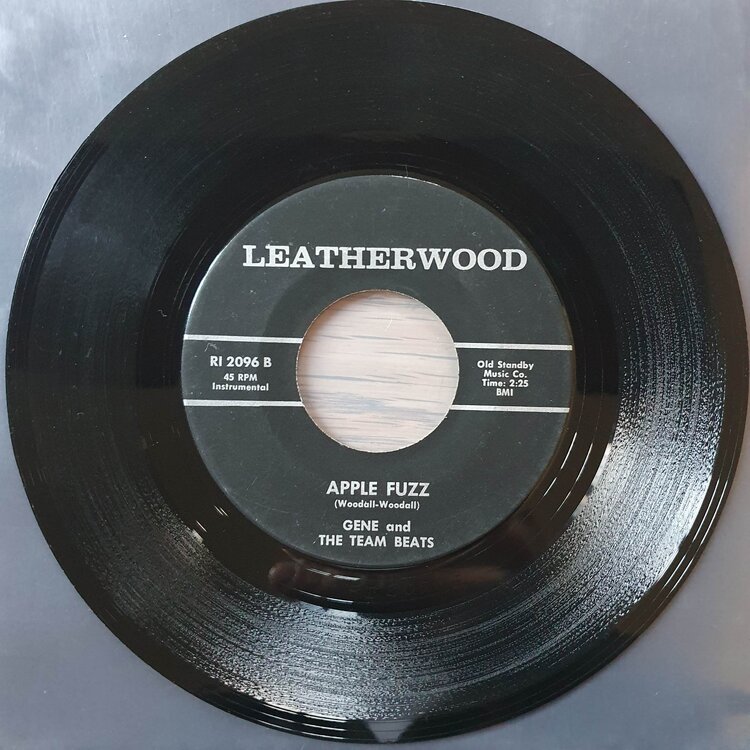 LEATHERWOOD
RI 2096 B
45 RPM
Instrumental
Old Standby
Music Co.
Time: 2:25
BMI
APPLE FUZZ
(Woodall-Woodall)
GENE and
THE TEAM BEATS